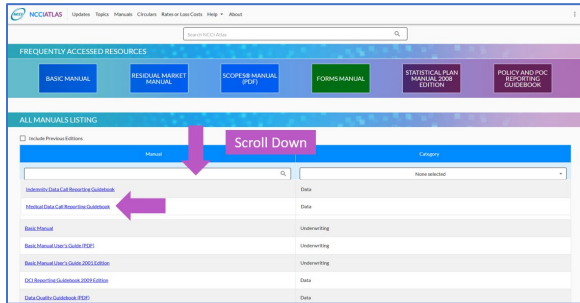 NCCI NCCIATLAS Updates Topics Manuals Circulars Rates or Loss Costs Help About
Search NCCI Atlas
FREQUENTLY ACCESSED RESOURCES
BASIC MANUAL
RESIDUAL MARKET
MANUAL
SCOPES® MANUAL
(PDF)
FORMS MANUAL
STATISTICAL PLAN
MANUAL 2008
EDITION
POLICY AND POC
REPORTING
GUIDEBOOK
ALL MANUALS LISTING
Include Previous Editions
Scroll Down
Manual Category
None selected
Indemnity Data Call Reporting Guidebook Data
Medical Data Call Reporting Guidebook Data
Basic Manual Underwriting
Basic Manual User's Guide (PDF) Underwriting
Basic Manual User's Guide 2001 Edition Underwriting
DCI Reporting Guidebook 2009 Edition Data
Data Quality Guidebook (PDF) Data